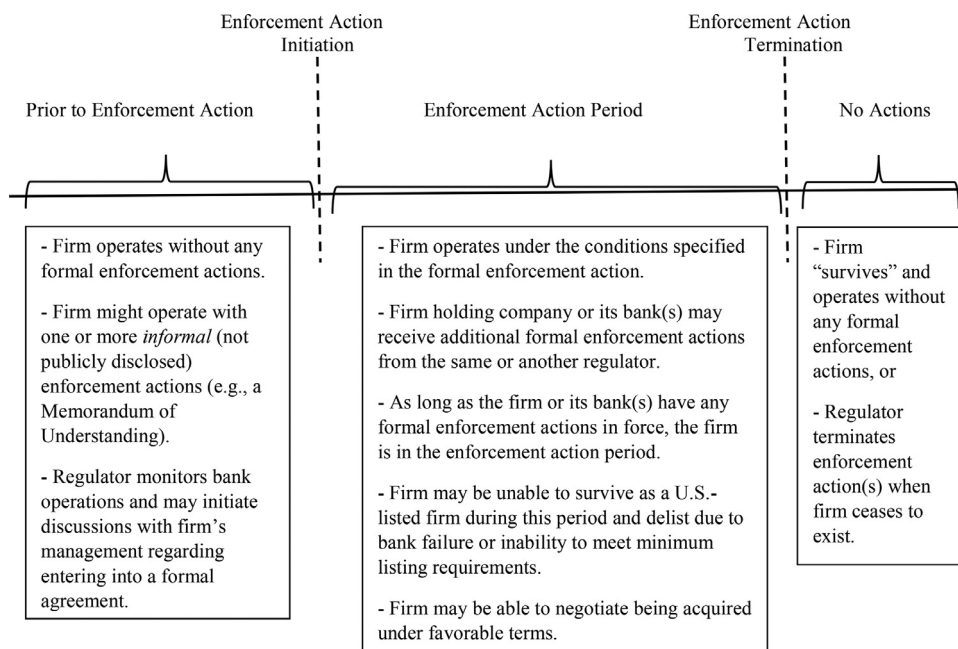 Enforcement Action
Initiation
Enforcement Action
Termination
Prior to Enforcement Action
Enforcement Action Period
No Actions
- Firm operates without any
formal enforcement actions.
- Firm might operate with
one or more informal (not
publicly disclosed)
enforcement actions (e.g., a
Memorandum of
Understanding).
- Regulator monitors bank
operations and may initiate
discussions with firm’s
management regarding
entering into a formal
agreement.
- Firm operates under the conditions specified
in the formal enforcement action.
- Firm holding company or its bank(s) may
receive additional formal enforcement actions
from the same or another regulator.
- As long as the firm or its bank(s) have any
formal enforcement actions in force, the firm
is in the enforcement action period.
- Firm may be unable to survive as a U.S.-
listed firm during this period and delist due to
bank failure or inability to meet minimum
listing requirements.
- Firm may be able to negotiate being acquired
under favorable terms.
- Firm
“survives” and
operates without
any formal
enforcement
actions, or
- Regulator
terminates
enforcement
action(s) when
firm ceases to
exist.